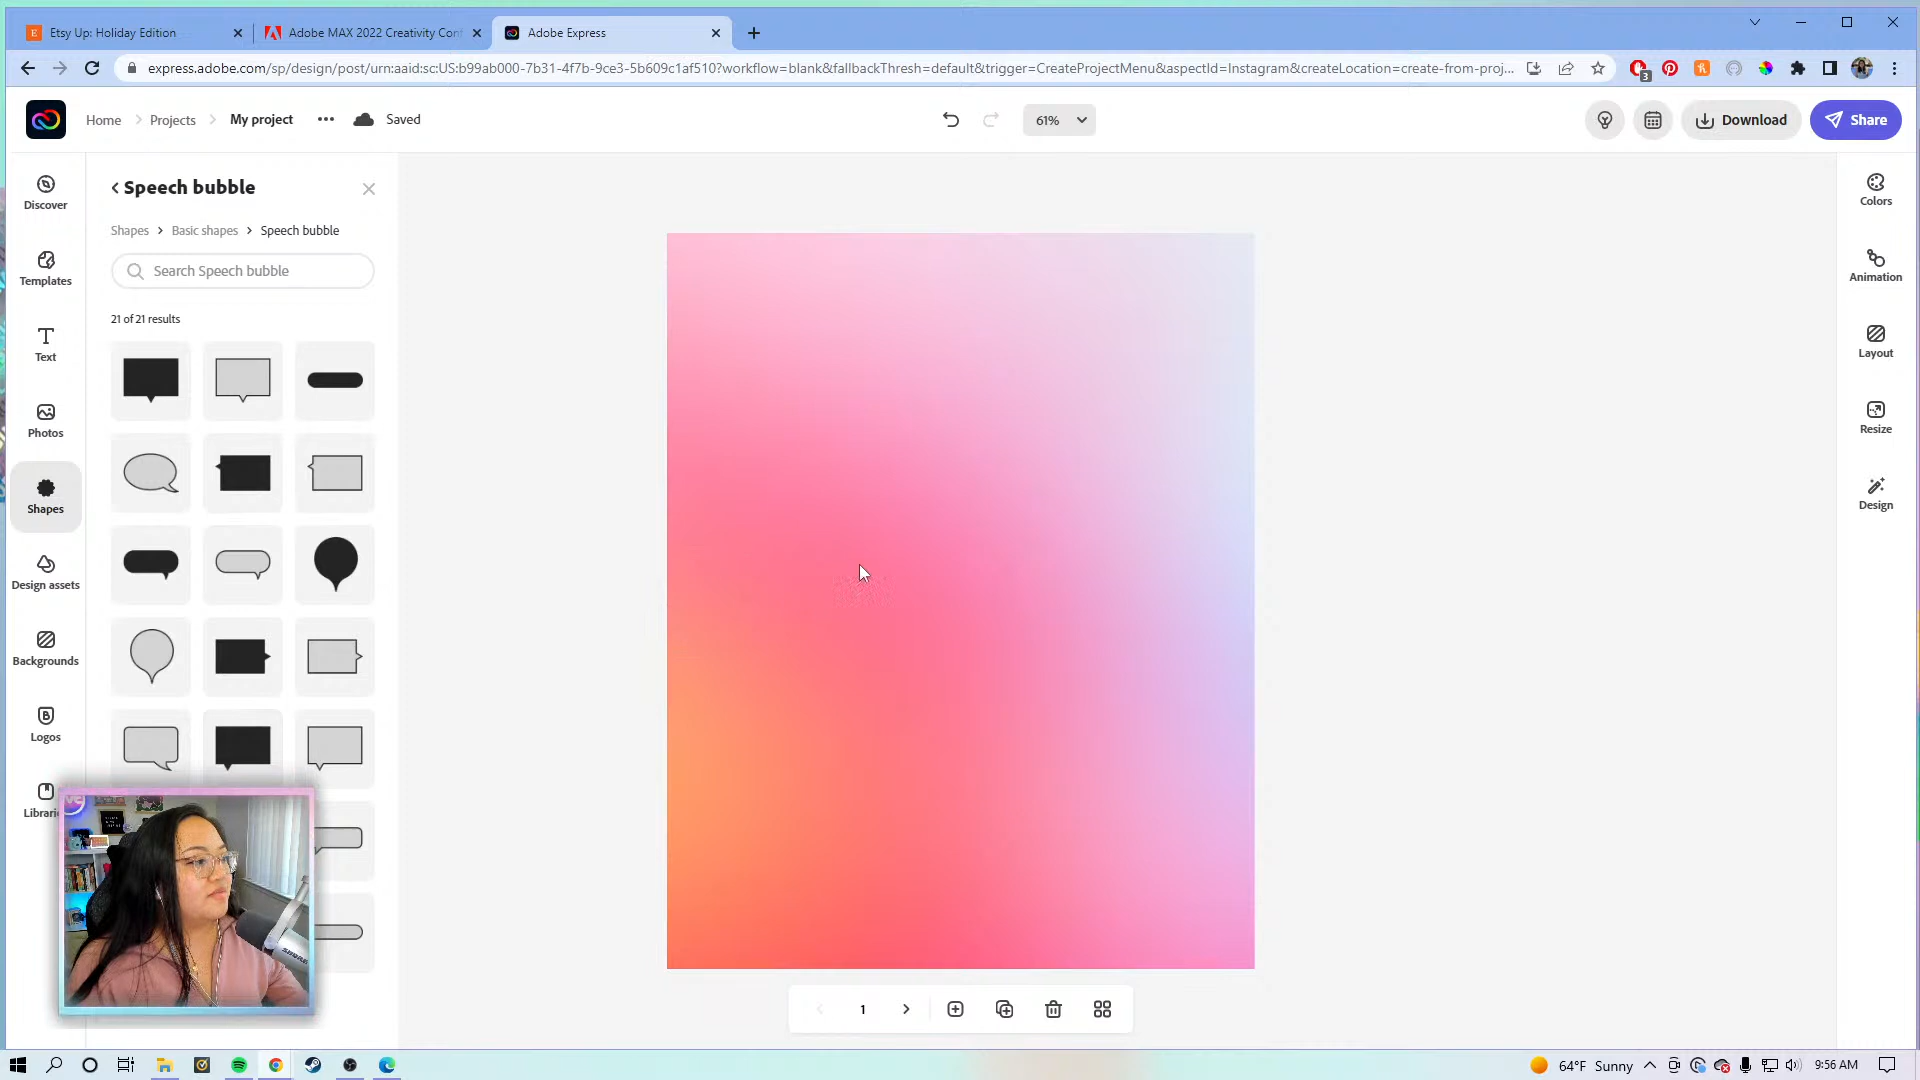 Etsy Up: Holiday Edition
Adobe MAX 2022 Creativity Conf
Adobe Express
express.adobe.com/sp/design/post/urn:aaid:sc:US:b99ab000-7b31-4f7b-9ce3-5b609c1af510?workflow=blank&fallbackThresh=default&trigger=CreateProjectMenu&aspectId=Instagram&createLocation=create-from-proj...
3
Home
Projects
My project
Saved
61%
Download
Share
Discover
Templates
Text
Photos
Shapes
Design assets
Backgrounds
Logos
Librari
Speech bubble
Shapes > Basic shapes > Speech bubble
Search Speech bubble
21 of 21 results
Colors
Animation
Layout
Resize
Design
1
SHURE
64°F Sunny
9:56 AM